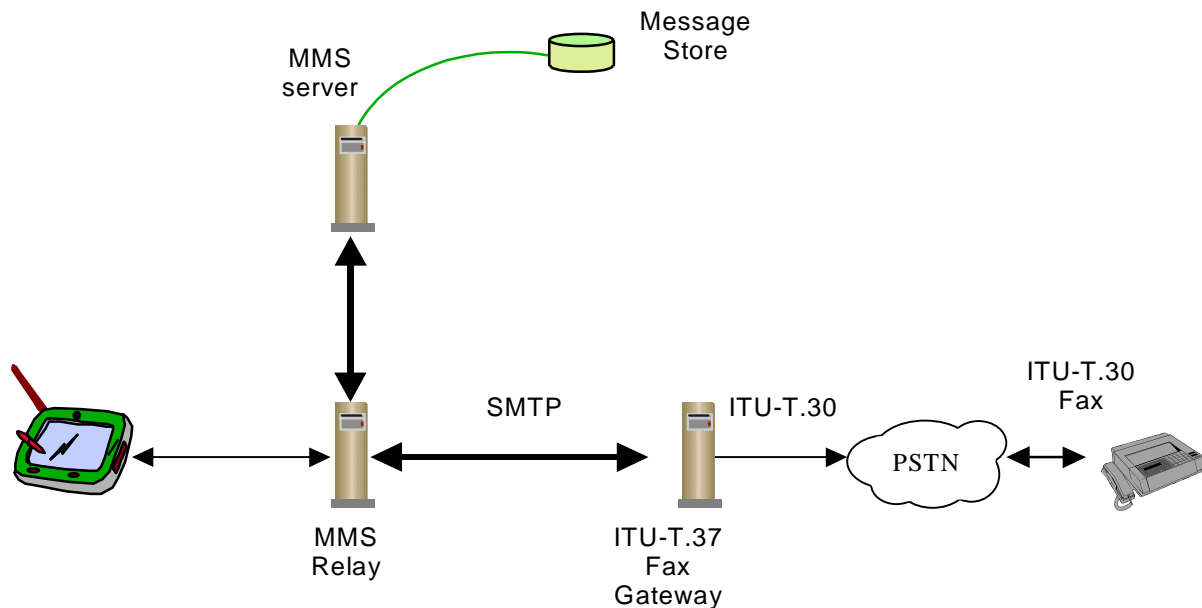 Message
Store
MMS
server
SMTP
ITU-T.30
ITU-T.30
Fax
PSTN
MMS
Relay
ITU-T.37
Fax
Gateway